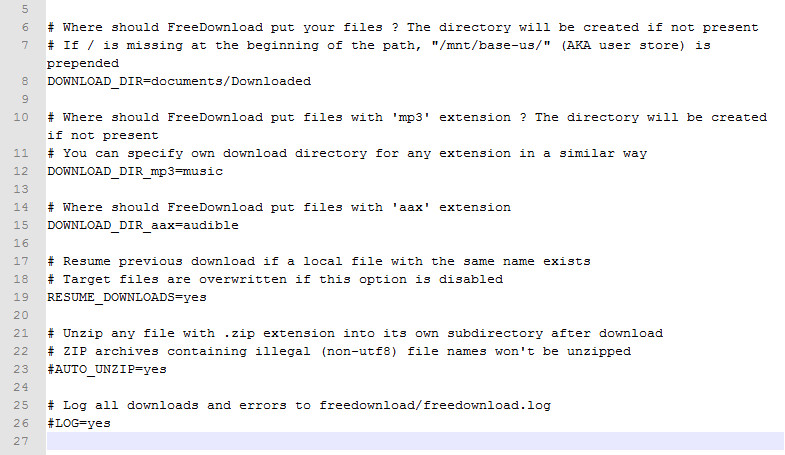 5
6 # Where should FreeDownload put your files ? The directory will be created if not present
7 # If / is missing at the beginning of the path, "/mnt/base-us/" (AKA user store) is
prepended
8 DOWNLOAD_DIR=documents/Downloaded
9
10 # Where should FreeDownload put files with 'mp3' extension ? The directory will be created
if not present
11 # You can specify own download directory for any extension in a similar way
12 DOWNLOAD_DIR_mp3=music
13
14 # Where should FreeDownload put files with 'aax' extension
15 DOWNLOAD_DIR_aax=audible
16
17 # Resume previous download if a local file with the same name exists
18 # Target files are overwritten if this option is disabled
19 RESUME_DOWNLOADS=yes
20
21 # Unzip any file with .zip extension into its own subdirectory after download
22 # ZIP archives containing illegal (non-utf8) file names won't be unzipped
23 #AUTO_UNZIP=yes
24
25 # Log all downloads and errors to freedownload/freedownload.log
26 #LOG=yes
27